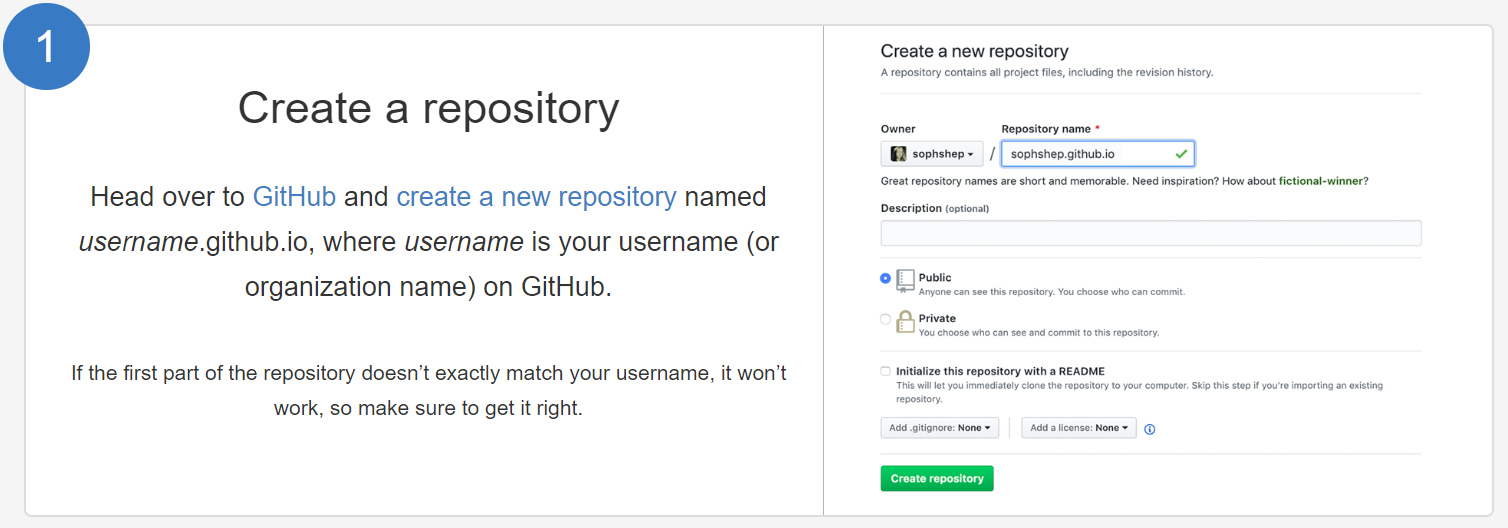 1
Create a repository
Head over to GitHub and create a new repository named
username.github.io, where username is your username (or
organization name) on GitHub.
If the first part of the repository doesn’t exactly match your username, it won’t
work, so make sure to get it right.
Create a new repository
A repository contains all project files, including the revision history.
Owner Repository name *
sophshep / sophshep.github.io
Great repository names are short and memorable. Need inspiration? How about fictional-winner?
Description (optional)
Public
Anyone can see this repository. You choose who can commit.
Private
You choose who can see and commit to this repository.
Initialize this repository with a README
This will let you immediately clone the repository to your computer. Skip this step if you're importing an existing
repository.
Add .gitignore: None Add a license: None
Create repository